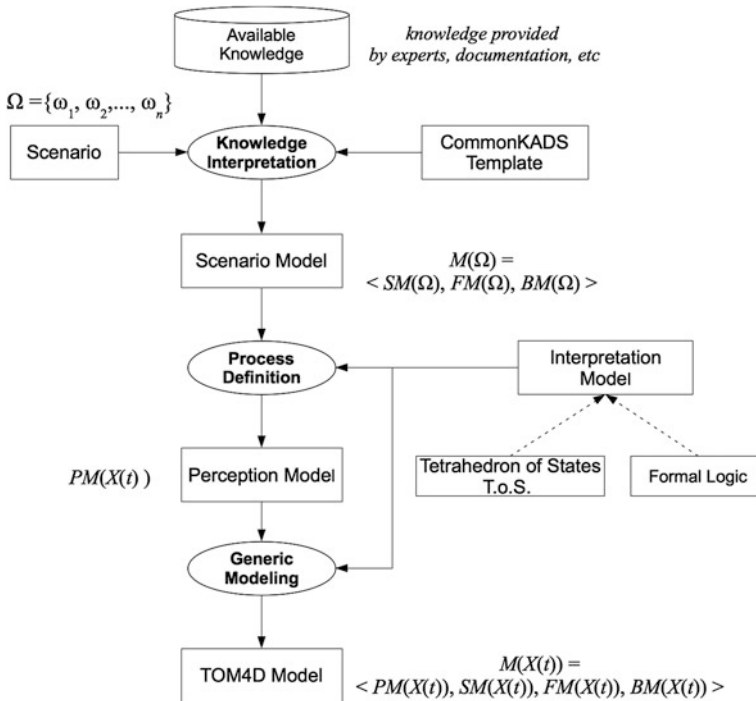 Available
Knowledge
knowledge provided
by experts, documentation, etc
Ω ={ω1, ω2,..., ωn}
Scenario
Knowledge
Interpretation
CommonKADS
Template
Scenario Model
M(Ω) =
< SM(Ω), FM(Ω), BM(Ω) >
Process
Definition
Interpretation
Model
Tetrahedron of States
T.o.S.
Formal Logic
PM(X(t) )
Perception Model
Generic
Modeling
TOM4D Model
M(X(t)) =
< PM(X(t)), SM(X(t)), FM(X(t)), BM(X(t)) >